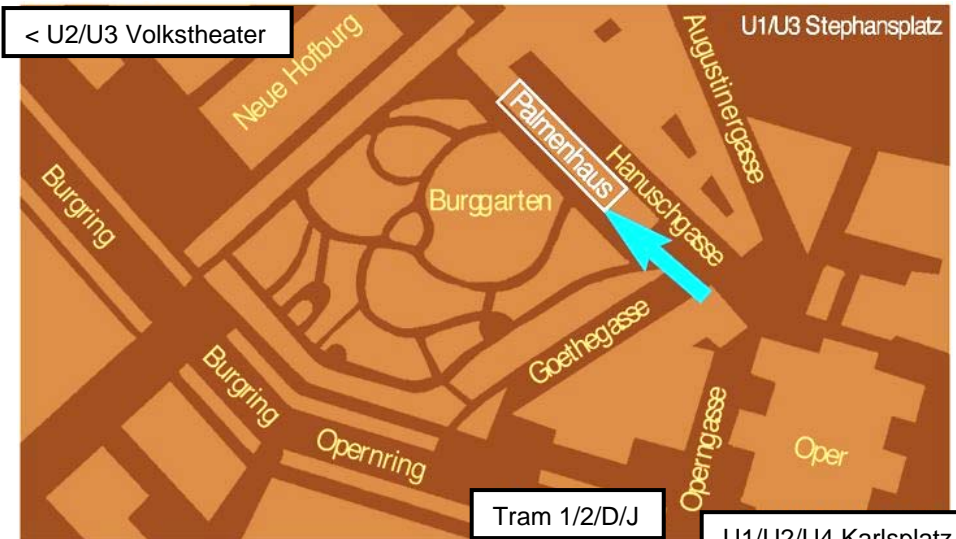 < U2/U3 Volkstheater
U1/U3 Stephansplatz
Neue Hofburg
Augustinergasse
Palmenhaus
Hanuschgasse
Burgring
Burggarten
Goethegasse
Burgring
Opernring
Operngasse
Oper
Tram 1/2/D/J
U1/U2/U4 Karlsplatz